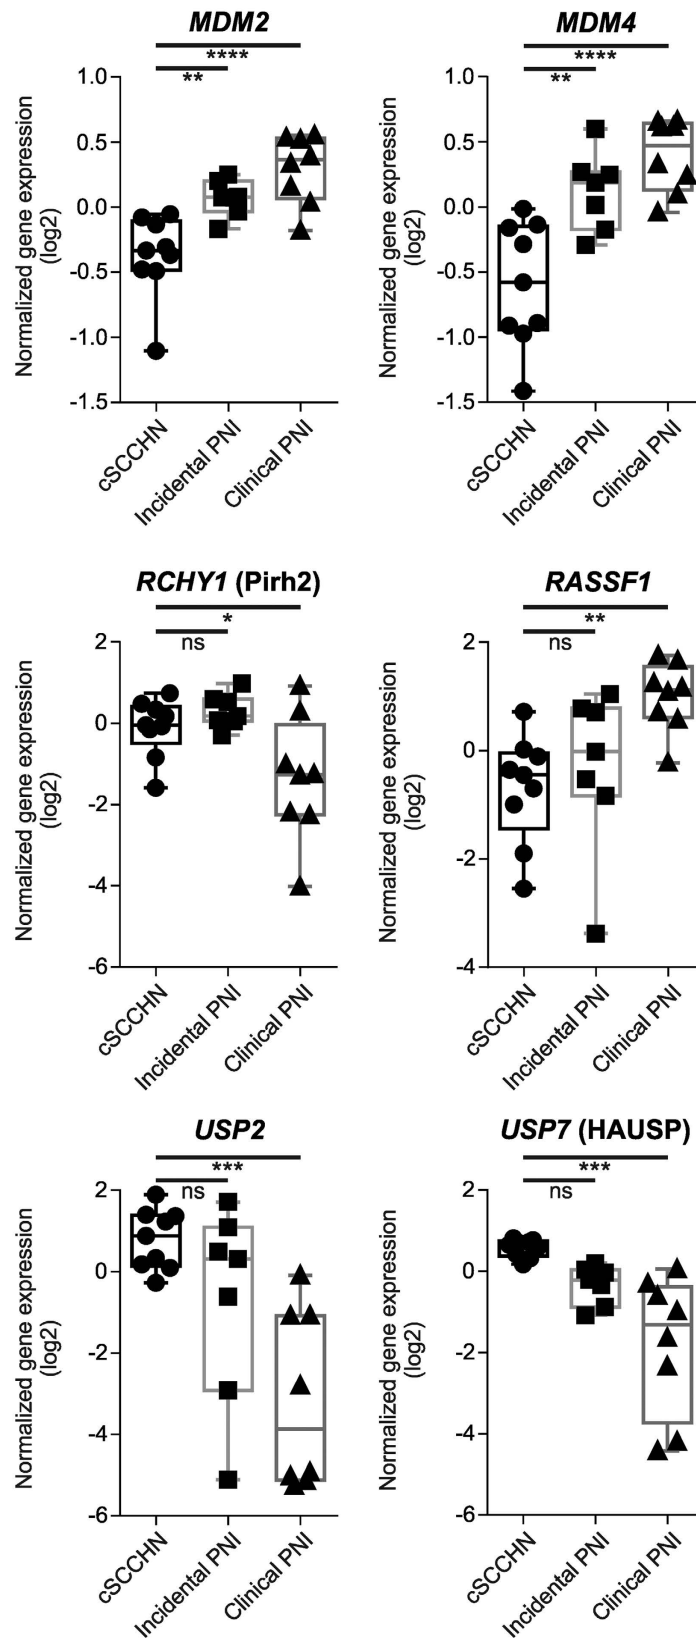 MDM2
****
**
1.0
0.5
0.0
-0.5
-1.0
-1.5
Normalized gene expression
(log2)
cSCCHN
Incidental PNI
Clinical PNI
MDM4
****
**
1.0
0.5
0.0
-0.5
-1.0
-1.5
Normalized gene expression
(log2)
cSCCHN
Incidental PNI
Clinical PNI
RCHY1 (Pirh2)
*
ns
2
0
-2
-4
-6
Normalized gene expression
(log2)
cSCCHN
Incidental PNI
Clinical PNI
RASSF1
**
ns
2
0
-2
-4
Normalized gene expression
(log2)
cSCCHN
Incidental PNI
Clinical PNI
USP2
***
ns
2
0
-2
-4
-6
Normalized gene expression
(log2)
cSCCHN
Incidental PNI
Clinical PNI
USP7 (HAUSP)
***
ns
2
0
-2
-4
-6
Normalized gene expression
(log2)
cSCCHN
Incidental PNI
Clinical PNI